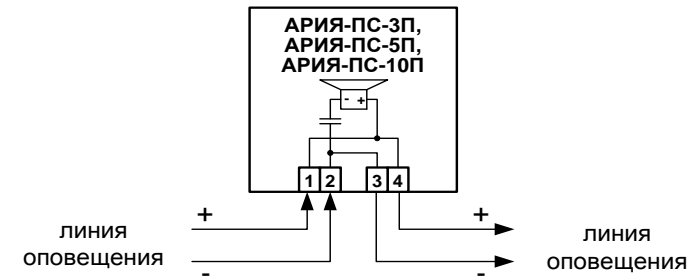 АРИЯ-ПС-3П,
АРИЯ-ПС-5П,
АРИЯ-ПС-10П
- +
1 2 3 4
+ +
линия
оповещения
линия
оповещения
- -